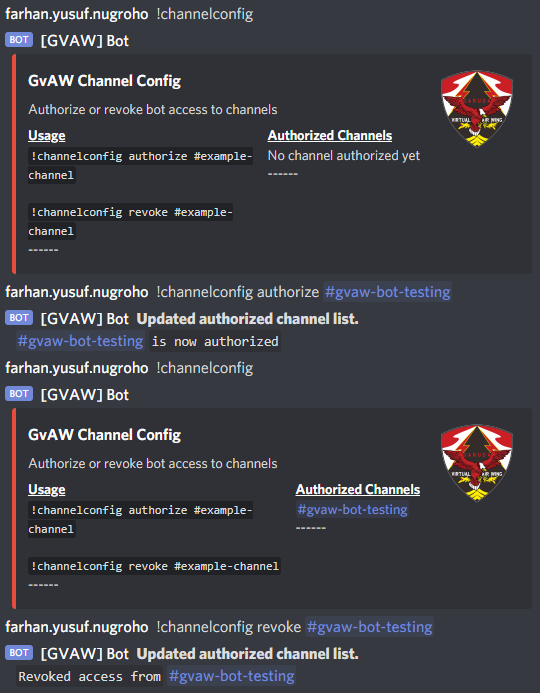 farhan.yusuf.nugroho !channelconfig
BOT [GVAW] Bot
GvAW Channel Config
Authorize or revoke bot access to channels
Usage
!channelconfig authorize #example-
channel
!channelconfig revoke #example-
channel
------
Authorized Channels
No channel authorized yet
------
VIRTUAL AIR WING
farhan.yusuf.nugroho !channelconfig authorize #gvaw-bot-testing
BOT [GVAW] Bot Updated authorized channel list.
#gvaw-bot-testing is now authorized
farhan.yusuf.nugroho !channelconfig
BOT [GVAW] Bot
GvAW Channel Config
Authorize or revoke bot access to channels
Usage
!channelconfig authorize #example-
channel
!channelconfig revoke #example-channel
------
Authorized Channels
#gvaw-bot-testing
------
VIRTUAL AIR WING
farhan.yusuf.nugroho !channelconfig revoke #gvaw-bot-testing
BOT [GVAW] Bot Updated authorized channel list.
Revoked access from #gvaw-bot-testing